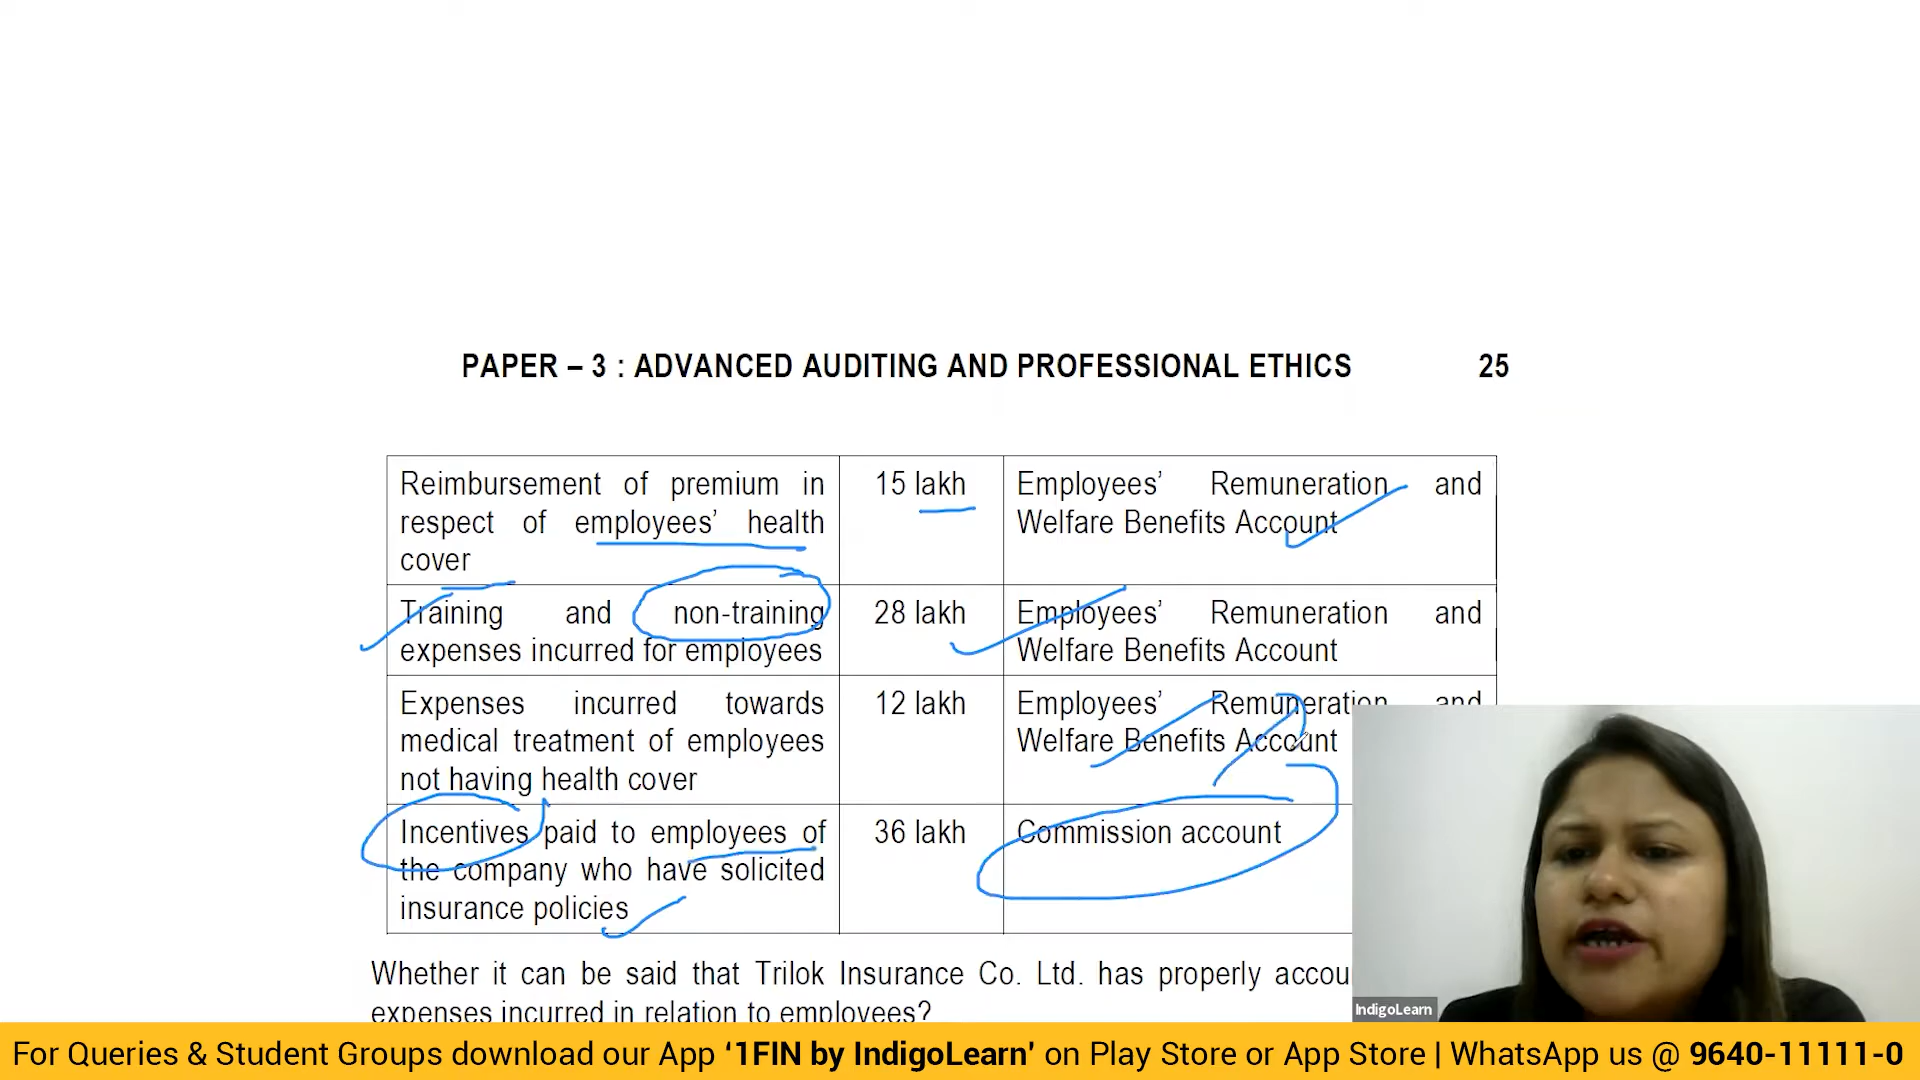 PAPER – 3 : ADVANCED AUDITING AND PROFESSIONAL ETHICS 25
Reimbursement of premium in 15 lakh Employees’ Remuneration and
respect of employees’ health Welfare Benefits Account
cover
Training and non-training 28 lakh Employees’ Remuneration and
expenses incurred for employees Welfare Benefits Account
Expenses incurred towards 12 lakh Employees’ Remuneration and
medical treatment of employees Welfare Benefits Account
not having health cover
Incentives paid to employees of 36 lakh Commission account
the company who have solicited
insurance policies
Whether it can be said that Trilok Insurance Co. Ltd. has properly
expenses incurred in relation to employees?
IndigoLearn
For Queries & Student Groups download our App ‘1FIN by IndigoLearn' on Play Store or App Store | WhatsApp us @ 9640-11111-0